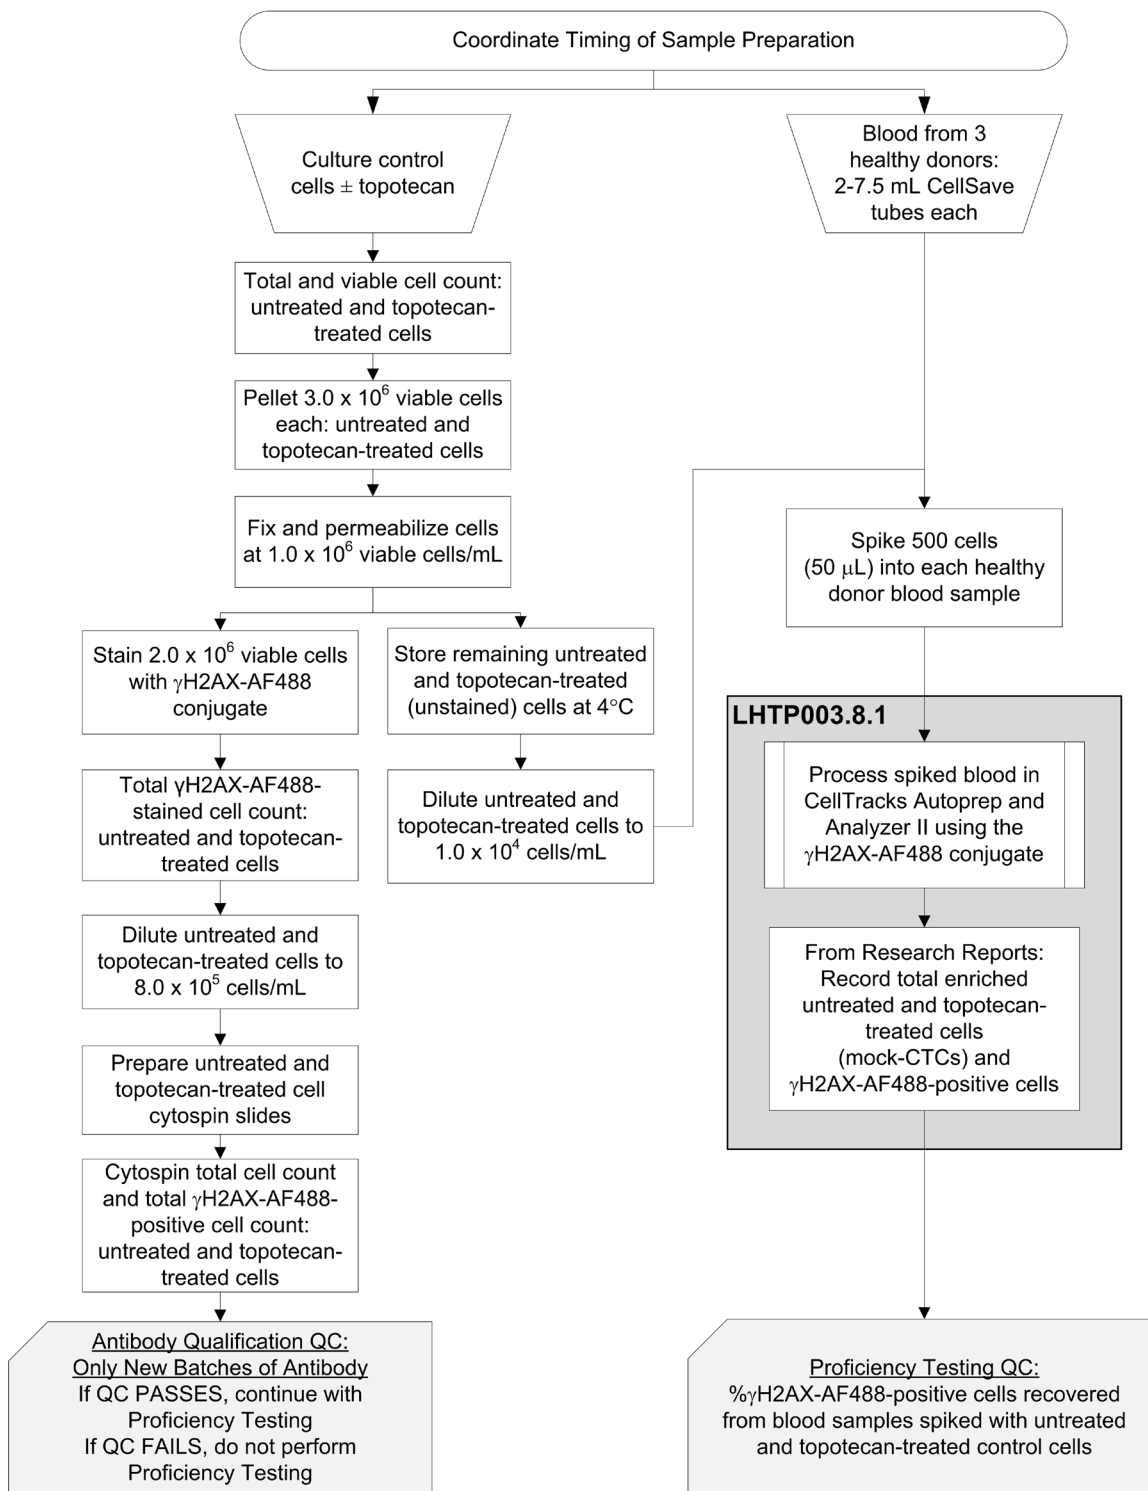 Coordinate Timing of Sample Preparation
Culture control
cells ± topotecan
Blood from 3
healthy donors:
2-7.5 mL CellSave
tubes each
Total and viable cell count:
untreated and topotecan-
treated cells
Pellet 3.0 x 10⁶ viable cells
each: untreated and
topotecan-treated cells
Fix and permeabilize cells
at 1.0 x 10⁶ viable cells/mL
Spike 500 cells
(50 μL) into each healthy
donor blood sample
Stain 2.0 x 10⁶ viable cells
with γH2AX-AF488
conjugate
Store remaining untreated
and topotecan-treated
(unstained) cells at 4°C
Total γH2AX-AF488-
stained cell count:
untreated and topotecan-
treated cells
Dilute untreated and
topotecan-treated cells to
1.0 x 10⁴ cells/mL
LHTP003.8.1
Process spiked blood in
CellTracks Autoprep and
Analyzer II using the
γH2AX-AF488 conjugate
Dilute untreated and
topotecan-treated cells to
8.0 x 10⁵ cells/mL
From Research Reports:
Record total enriched
untreated and topotecan-
treated cells
(mock-CTCs) and
γH2AX-AF488-positive cells
Prepare untreated and
topotecan-treated cell
cytospin slides
Cytospin total cell count
and total γH2AX-AF488-
positive cell count:
untreated and topotecan-
treated cells
Antibody Qualification QC:
Only New Batches of Antibody
If QC PASSES, continue with
Proficiency Testing
If QC FAILS, do not perform
Proficiency Testing
Proficiency Testing QC:
%γH2AX-AF488-positive cells recovered
from blood samples spiked with untreated
and topotecan-treated control cells